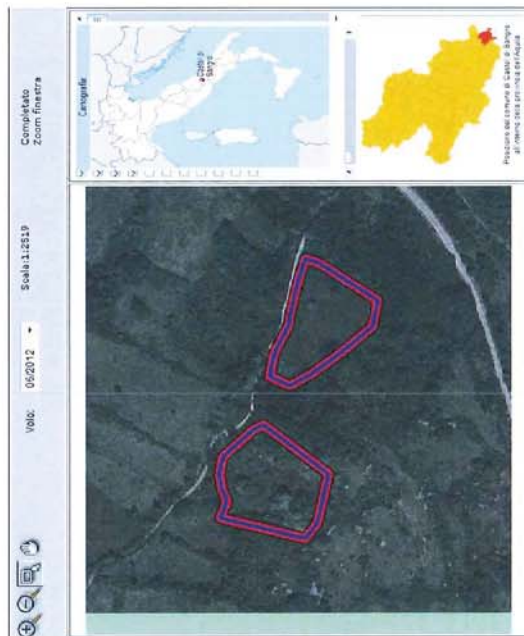 Volo: 06/2012
Scala:1:2519
Completato
Zoom finestra
Cartografie
Castel di
Sangro
Posizione del comune di Castel di Sangro
all'interno della provincia dell'Aquila